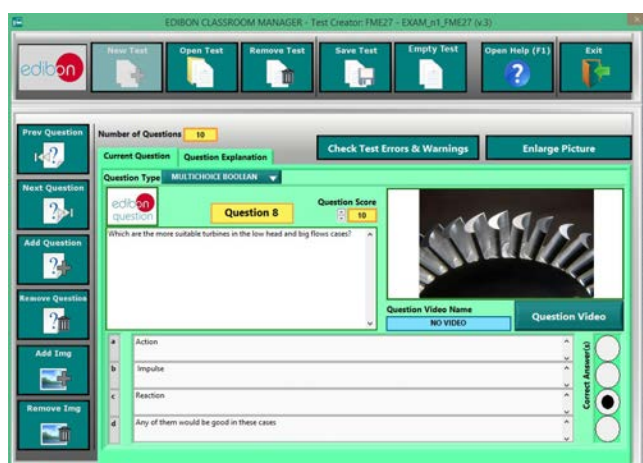 EDIBON CLASSROOM MANAGER - Test Creator: FME27 - EXAM_n1_FME27 (v.3)
edibon
New Test
Open Test
Remove Test
Save Test
Empty Test
Open Help (F1)
Exit
Prev Question
Next Question
Add Question
Remove Question
Add Img
Remove Img
Number of Questions 10
Check Test Errors & Warnings
Enlarge Picture
Current Question
Question Explanation
Question Type MULTICHOICE BOOLLAN
edibon
question
Question 8
Question Score
10
Which are the more suitable turbines in the low head and big flows cases?
Question Video Name
NO VIDEO
Question Video
a Action
b Impulse
c Reaction
d Any of them would be good in these cases
Correct Answer(s)